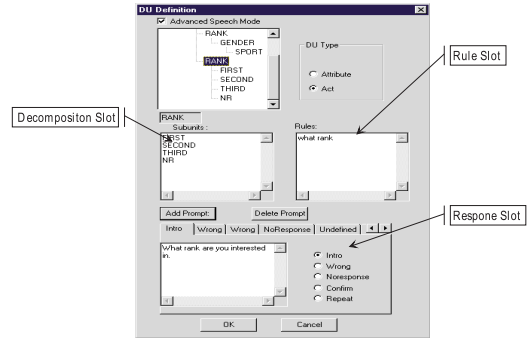 DU Definition
Advanced Speech Mode
RANK
GENDER
SPORT
RANK
FIRST
SECOND
THIRD
NR
DU Type
Attribute
Act
Rule Slot
Decompositon Slot
RANK
Subunits :
FIRST
SECOND
THIRD
NR
Rules:
what rank
Add Prompt:
Delete Prompt
Respone Slot
Intro Wrong Wrong NoResponse Undefined
What rank are you interested
in.
Intro
Wrong
Noresponse
Confirm
Repeat
OK Cancel